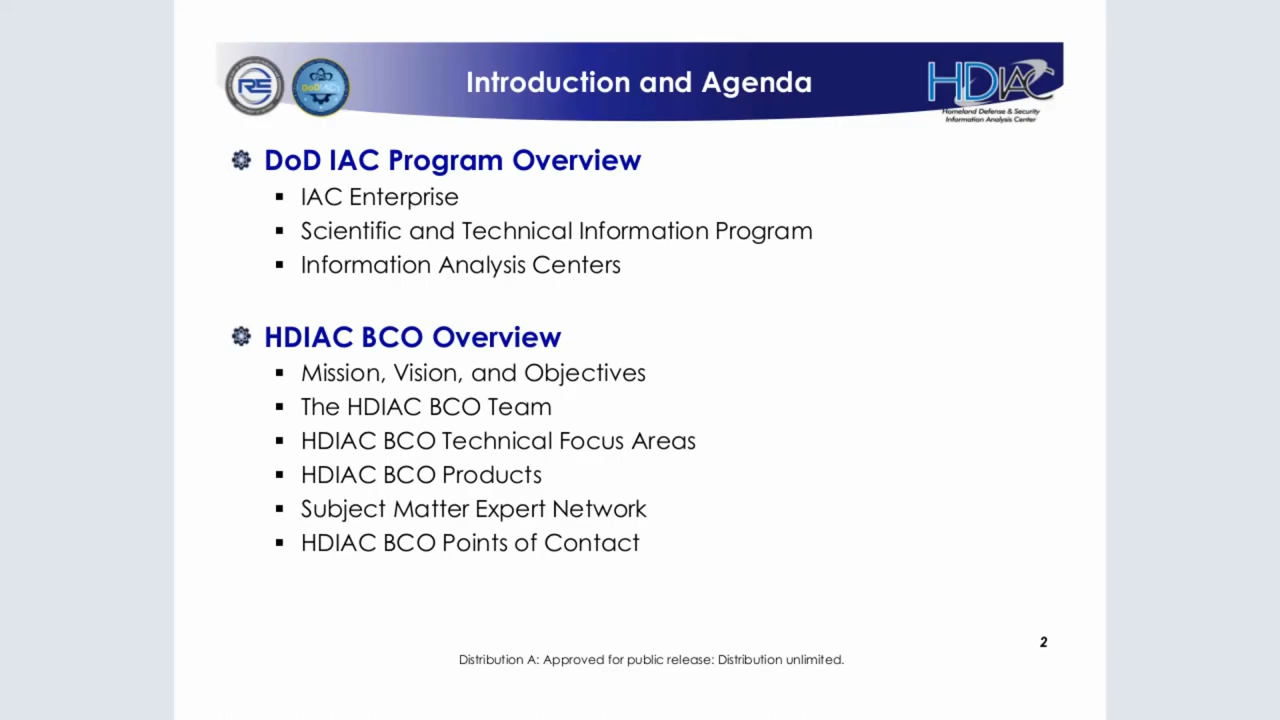 Introduction and Agenda
RE
DoD IACs
HDIAC
Homeland Defense & Security
Information Analysis Center
DoD IAC Program Overview
▪ IAC Enterprise
▪ Scientific and Technical Information Program
▪ Information Analysis Centers
HDIAC BCO Overview
▪ Mission, Vision, and Objectives
▪ The HDIAC BCO Team
▪ HDIAC BCO Technical Focus Areas
▪ HDIAC BCO Products
▪ Subject Matter Expert Network
▪ HDIAC BCO Points of Contact
2
Distribution A: Approved for public release: Distribution unlimited.